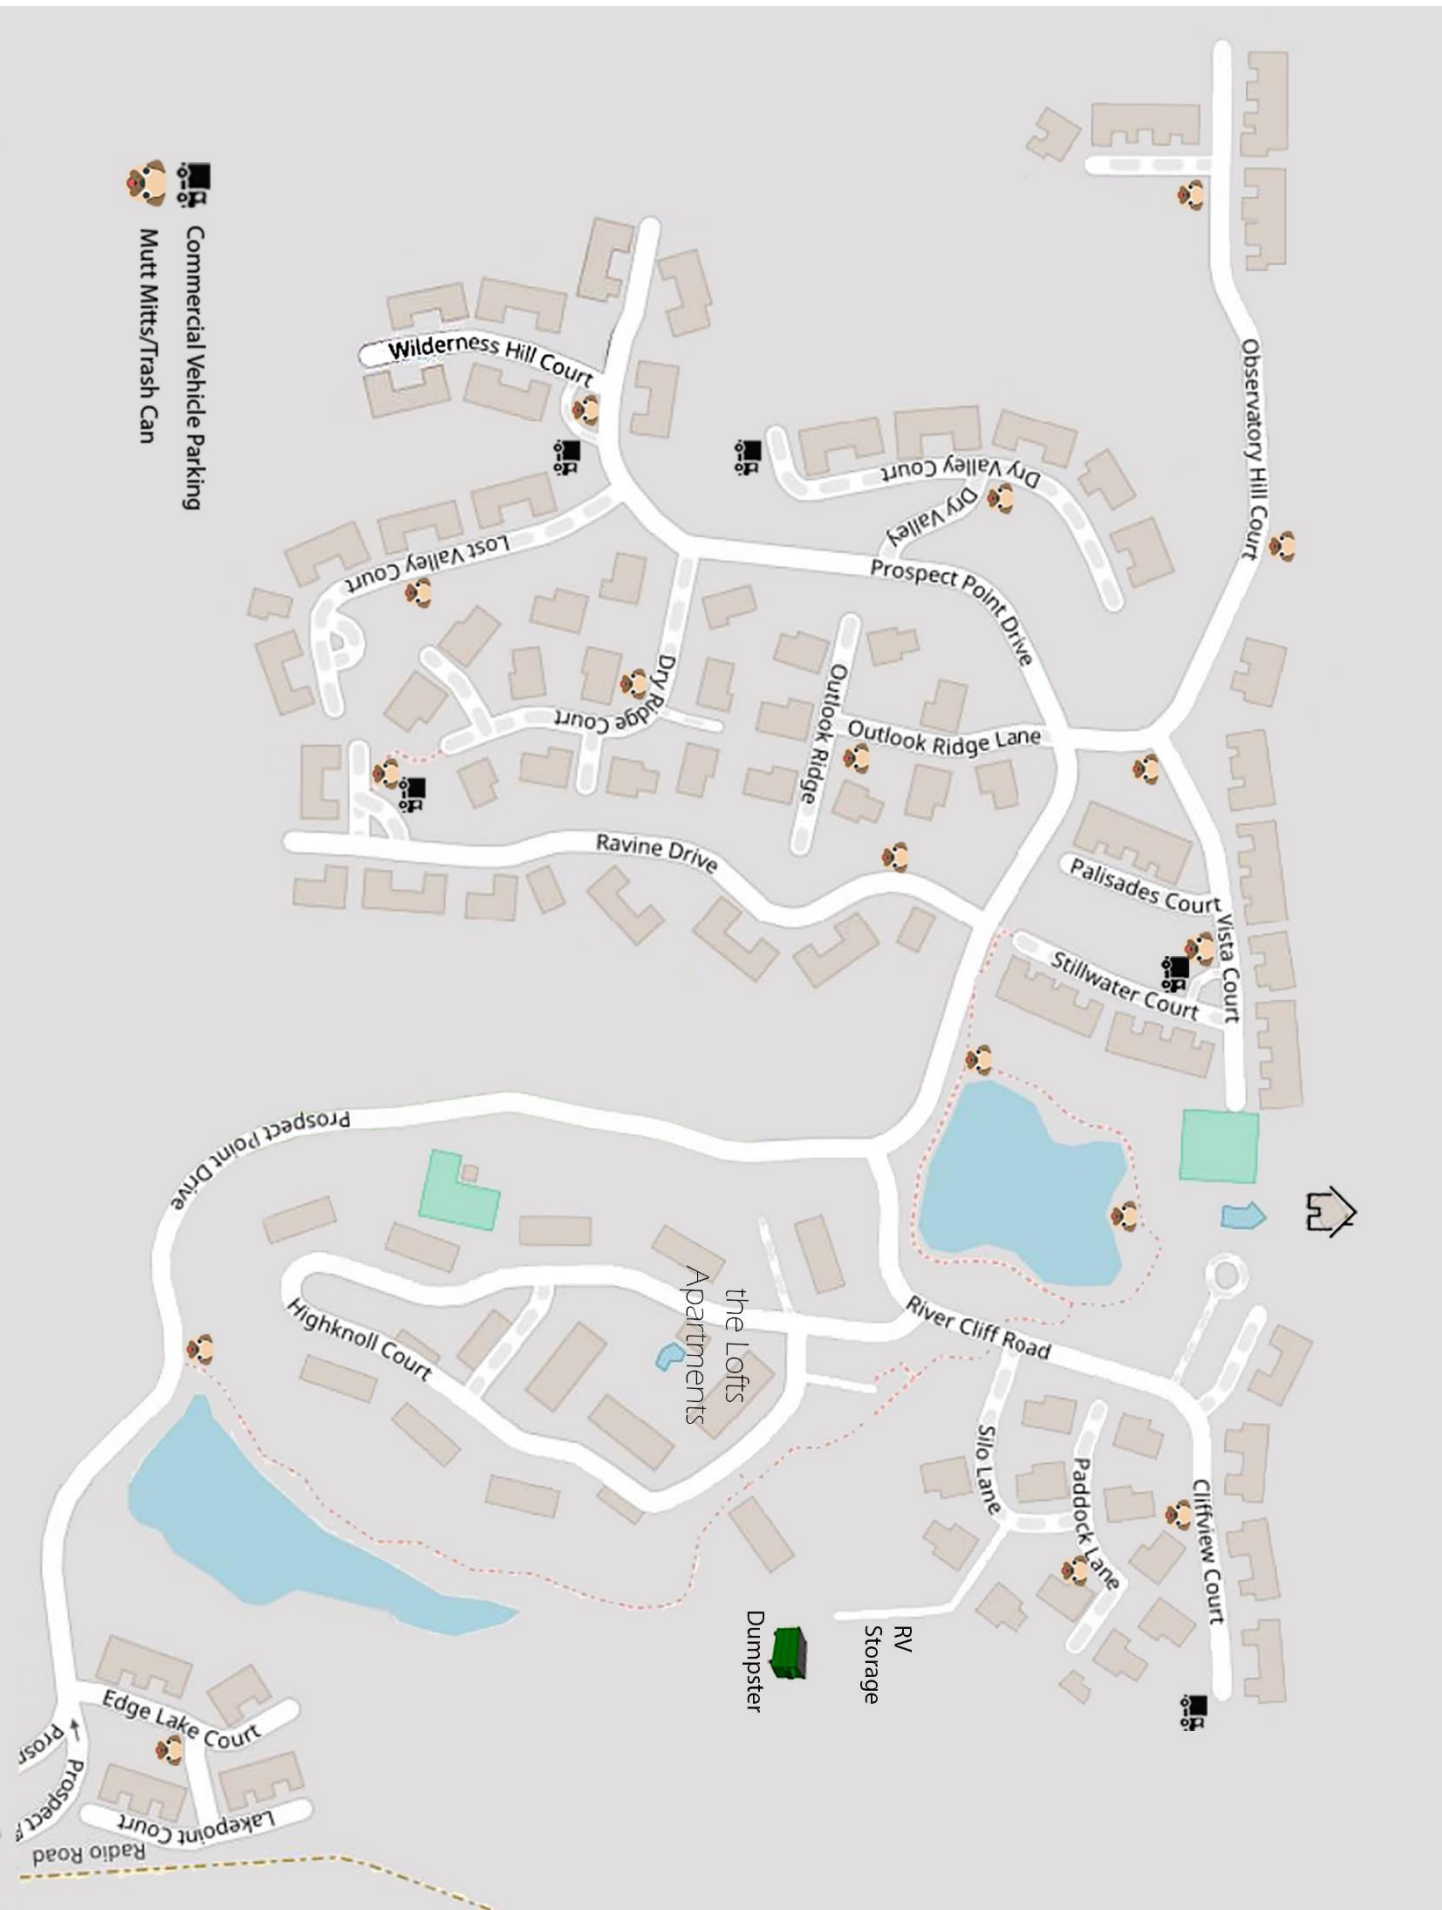 Commercial Vehicle Parking
Mutt Mitts/Trash Can
Observatory Hill Court
Wilderness Hill Court
Dry Valley Court
Dry Valley
Lost Valley Court
Prospect Point Drive
Dry Ridge Court
Outlook Ridge
Outlook Ridge Lane
Ravine Drive
Palisades Court
Vista Court
Stillwater Court
Prospect Point Drive
River Cliff Road
Highknoll Court
the Lofts
Apartments
Silo Lane
Paddock Lane
Cliffview Court
RV
Storage
Dumpster
Edge Lake Court
Lakepoint Court
Prosp
Prospect P
Radio Road